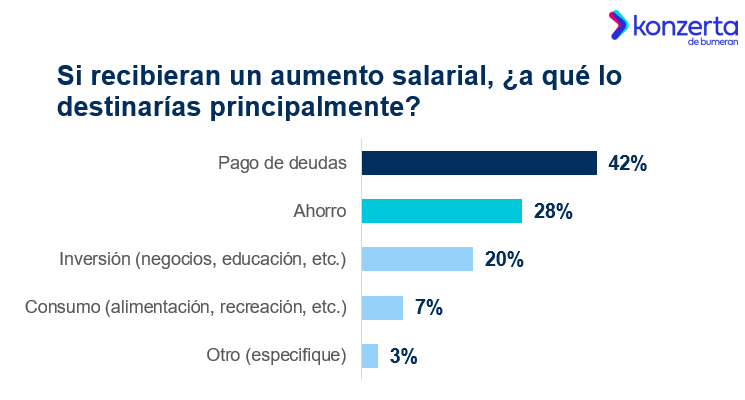 konzerta
de bumeran
Si recibieran un aumento salarial, ¿a qué lo
destinarías principalmente?
Pago de deudas 42%
Ahorro 28%
Inversión (negocios, educación, etc.) 20%
Consumo (alimentación, recreación, etc.) 7%
Otro (especifique) 3%